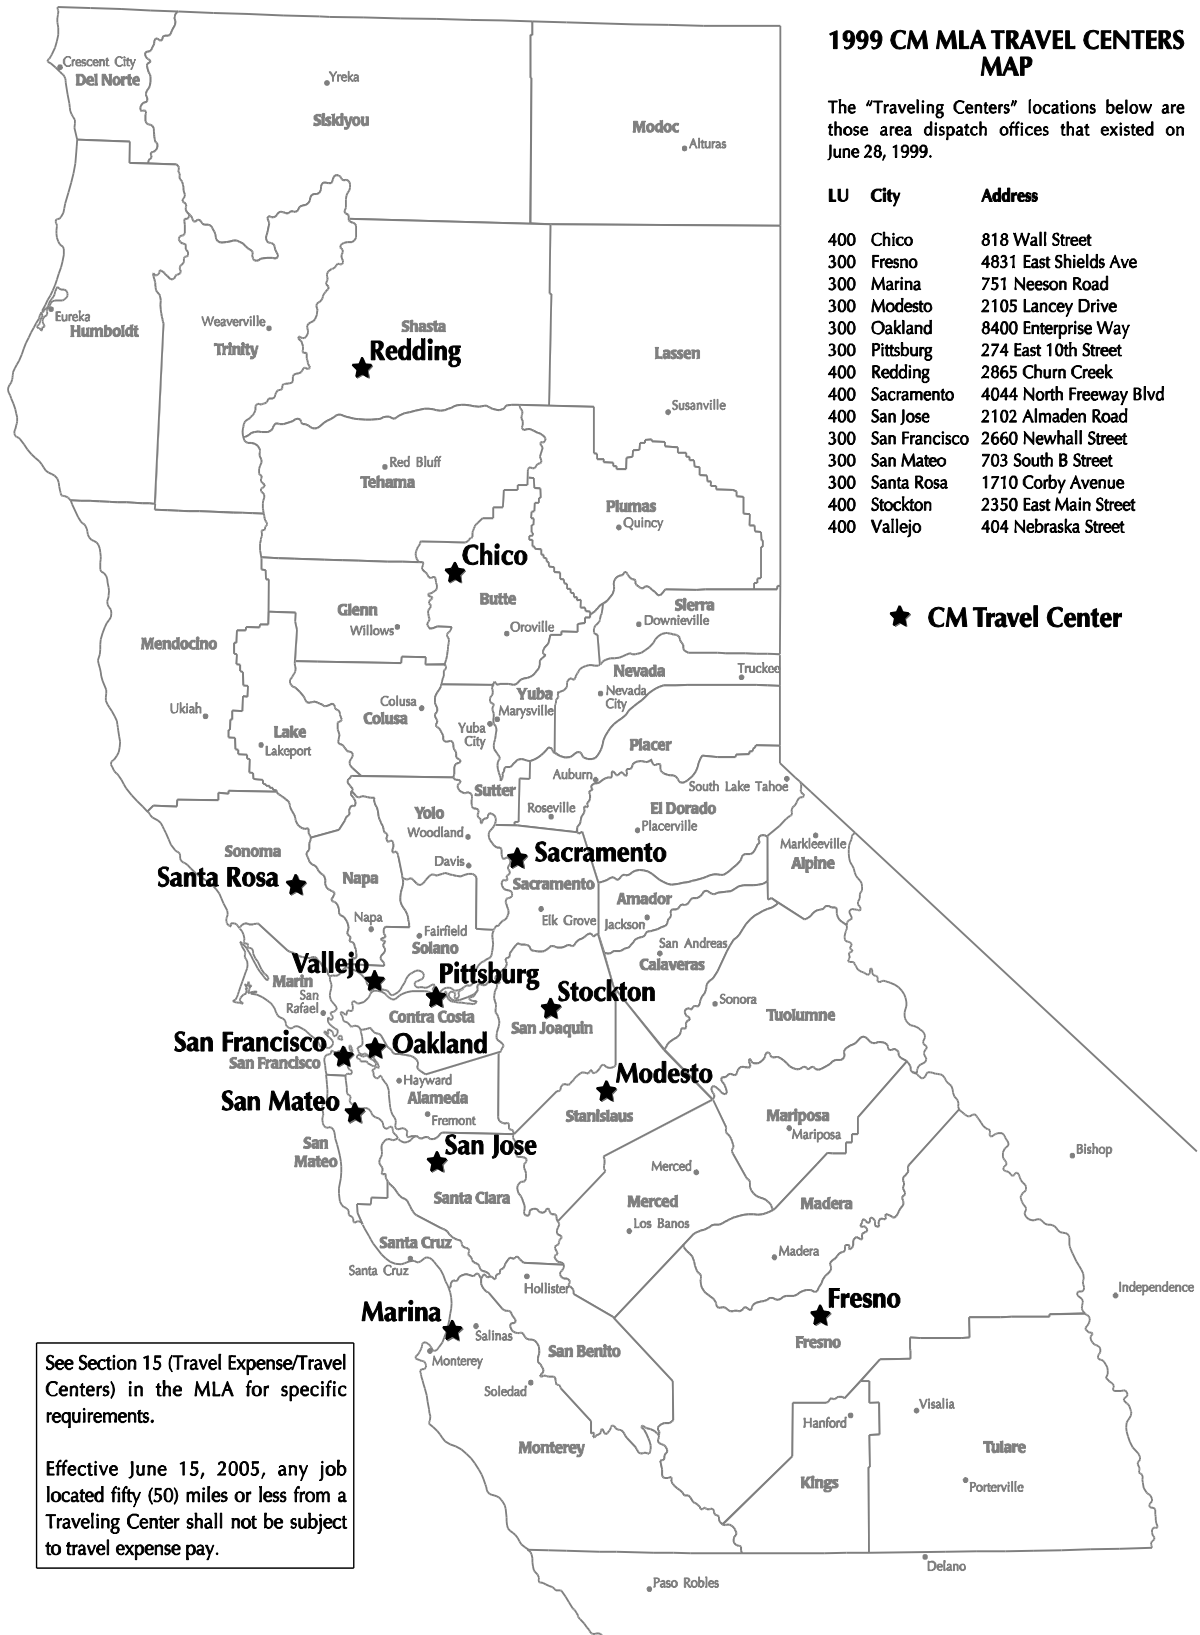 1999 CM MLA TRAVEL CENTERS
MAP
The “Traveling Centers” locations below are
those area dispatch offices that existed on
June 28, 1999.
LU City Address
400 Chico 818 Wall Street
300 Fresno 4831 East Shields Ave
300 Marina 751 Neeson Road
300 Modesto 2105 Lancey Drive
300 Oakland 8400 Enterprise Way
300 Pittsburg 274 East 10th Street
400 Redding 2865 Churn Creek
400 Sacramento 4044 North Freeway Blvd
400 San Jose 2102 Almaden Road
300 San Francisco 2660 Newhall Street
300 San Mateo 703 South B Street
300 Santa Rosa 1710 Corby Avenue
400 Stockton 2350 East Main Street
400 Vallejo 404 Nebraska Street
CM Travel Center
Crescent City
Del Norte
Yreka
Siskiyou
Modoc
Alturas
Eureka
Humboldt
Weaverville
Trinity
Shasta
Redding
Lassen
Susanville
Red Bluff
Tehama
Plumas
Quincy
Chico
Butte
Oroville
Glenn
Willows
Sierra
Downieville
Mendocino
Ukiah
Nevada
Truckee
Nevada
City
Yuba
Marysville
Yuba
City
Colusa
Colusa
Lake
Lakeport
Placer
Auburn
South Lake Tahoe
Sutter
Roseville
El Dorado
Placerville
Yolo
Woodland
Davis
Markleeville
Alpine
Sonoma
Santa Rosa
Napa
Napa
Sacramento
Sacramento
Elk Grove
Amador
Jackson
Fairfield
Solano
San Andreas
Calaveras
Vallejo
Marin
San
Rafael
Pittsburg
Contra Costa
Stockton
San Joaquin
Sonora
Tuolumne
San Francisco
San Francisco
Oakland
Hayward
Alameda
Fremont
Modesto
Stanislaus
San Mateo
San
Mateo
Mariposa
Mariposa
Bishop
San Jose
Santa Clara
Merced
Merced
Los Banos
Madera
Madera
Santa Cruz
Santa Cruz
Hollister
Independence
Marina
Salinas
Monterey
San Benito
Soledad
Fresno
Fresno
Monterey
Hanford
Kings
Visalia
Tulare
Porterville
Delano
Paso Robles
See Section 15 (Travel Expense/Travel
Centers) in the MLA for specific
requirements.
Effective June 15, 2005, any job
located fifty (50) miles or less from a
Traveling Center shall not be subject
to travel expense pay.